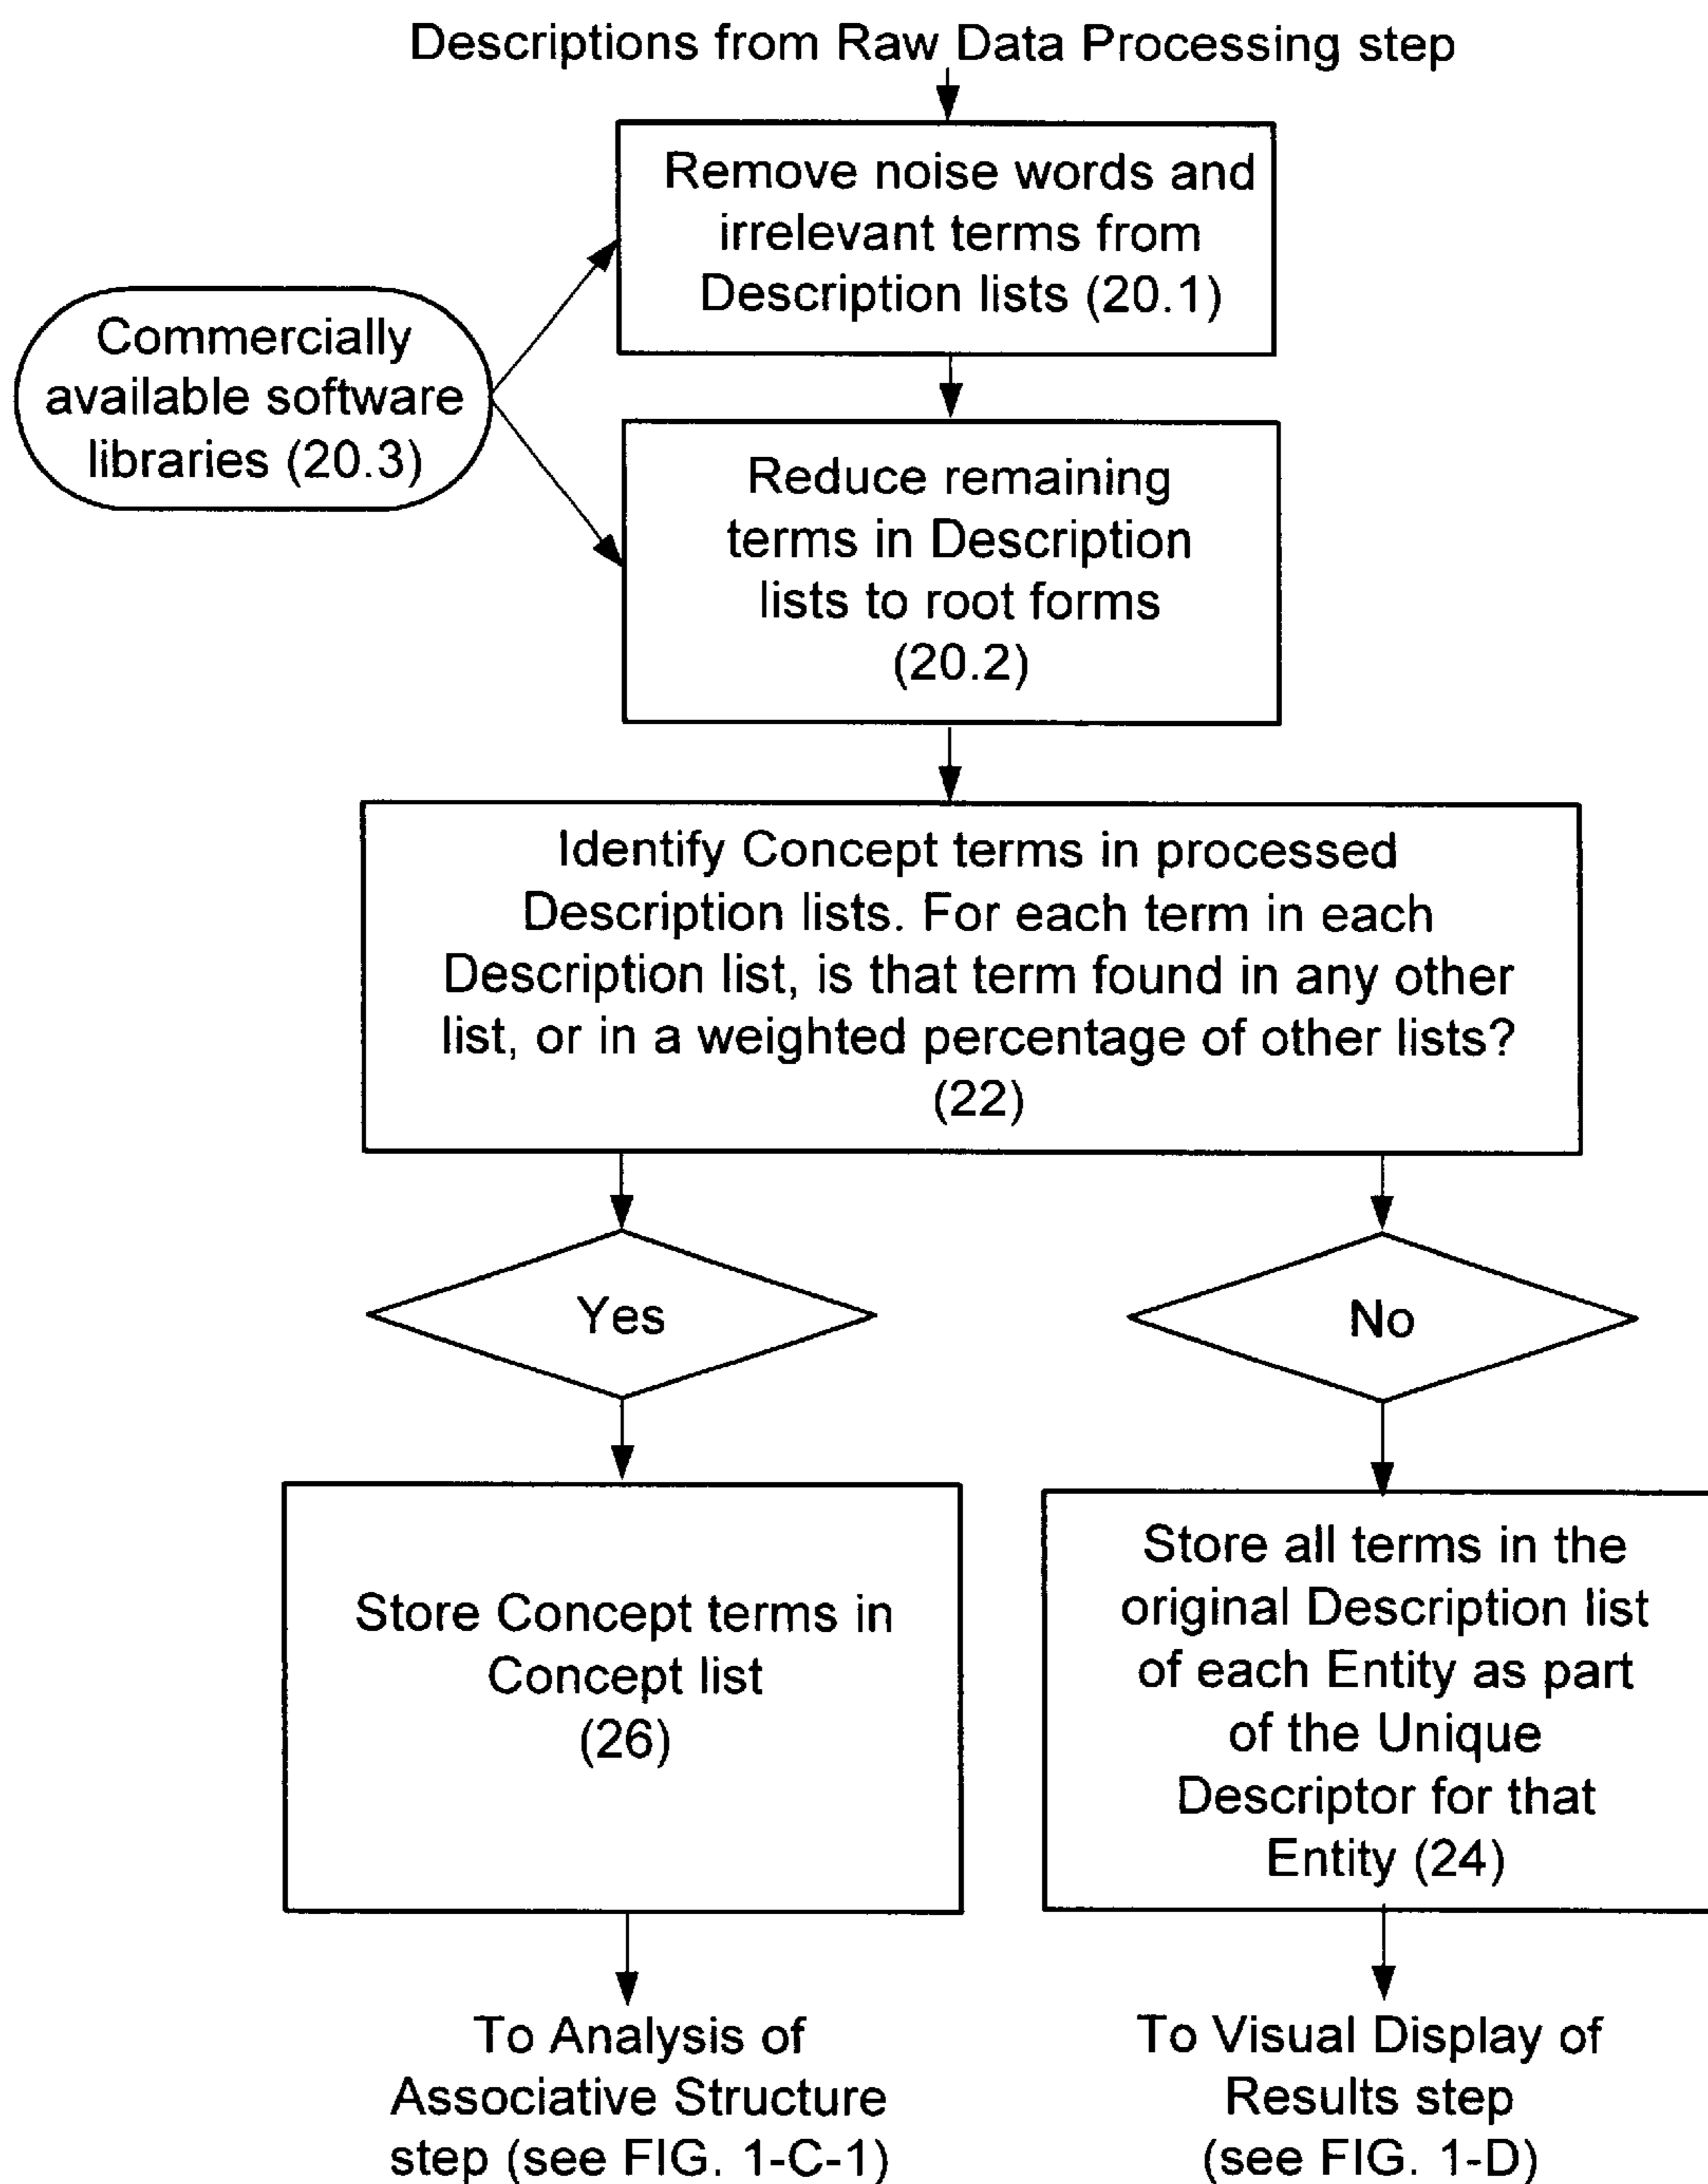 Descriptions from Raw Data Processing step
Remove noise words and
irrelevant terms from
Description lists (20.1)
Commercially
available software
libraries (20.3)
Reduce remaining
terms in Description
lists to root forms
(20.2)
Identify Concept terms in processed
Description lists. For each term in each
Description list, is that term found in any other
list, or in a weighted percentage of other lists?
(22)
Yes
No
Store Concept terms in
Concept list
(26)
Store all terms in the
original Description list
of each Entity as part
of the Unique
Descriptor for that
Entity (24)
To Analysis of
Associative Structure
step (see FIG. 1-C-1)
To Visual Display of
Results step
(see FIG. 1-D)